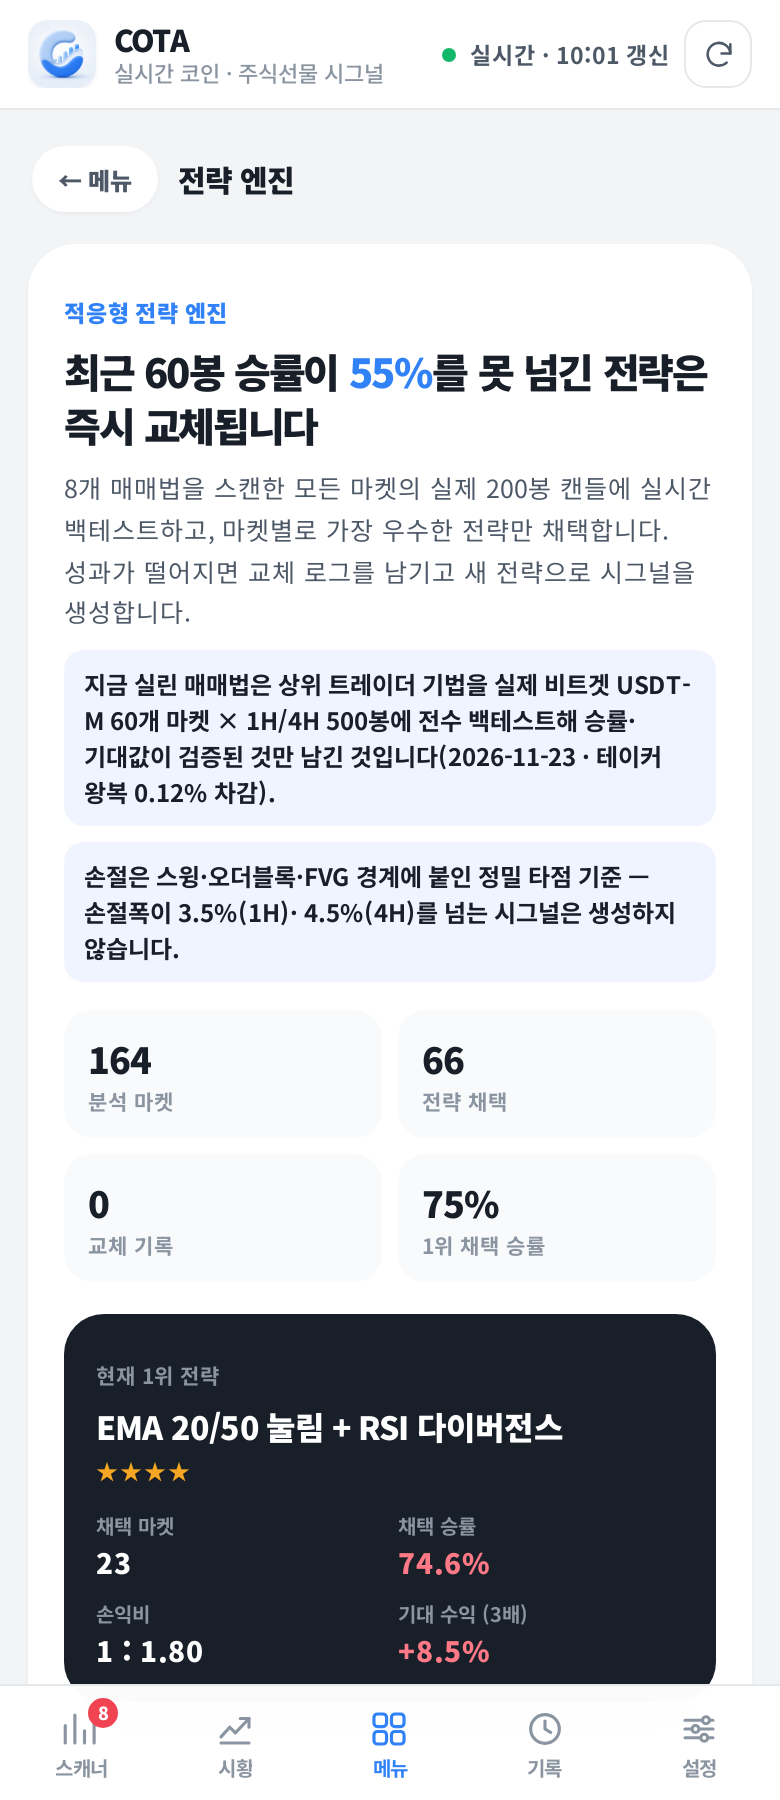 COTA
실시간 코인 · 주식선물 시그널
실시간 · 10:01 갱신
← 메뉴
전략 엔진
적응형 전략 엔진
최근 60봉 승률이 55%를 못 넘긴 전략은
즉시 교체됩니다
8개 매매법을 스캔한 모든 마켓의 실제 200봉 캔들에 실시간
백테스트하고, 마켓별로 가장 우수한 전략만 채택합니다.
성과가 떨어지면 교체 로그를 남기고 새 전략으로 시그널을
생성합니다.
지금 실린 매매법은 상위 트레이더 기법을 실제 비트겟 USDT-
M 60개 마켓 × 1H/4H 500봉에 전수 백테스트해 승률·
기대값이 검증된 것만 남긴 것입니다(2026-11-23 · 테이커
왕복 0.12% 차감).
손절은 스윙·오더블록·FVG 경계에 붙인 정밀 타점 기준 —
손절폭이 3.5%(1H)· 4.5%(4H)를 넘는 시그널은 생성하지
않습니다.
164
분석 마켓
66
전략 채택
0
교체 기록
75%
1위 채택 승률
현재 1위 전략
EMA 20/50 눌림 + RSI 다이버전스
★★★★
채택 마켓
23
채택 승률
74.6%
손익비
1 : 1.80
기대 수익 (3배)
+8.5%
8
스캐너
시황
메뉴
기록
설정